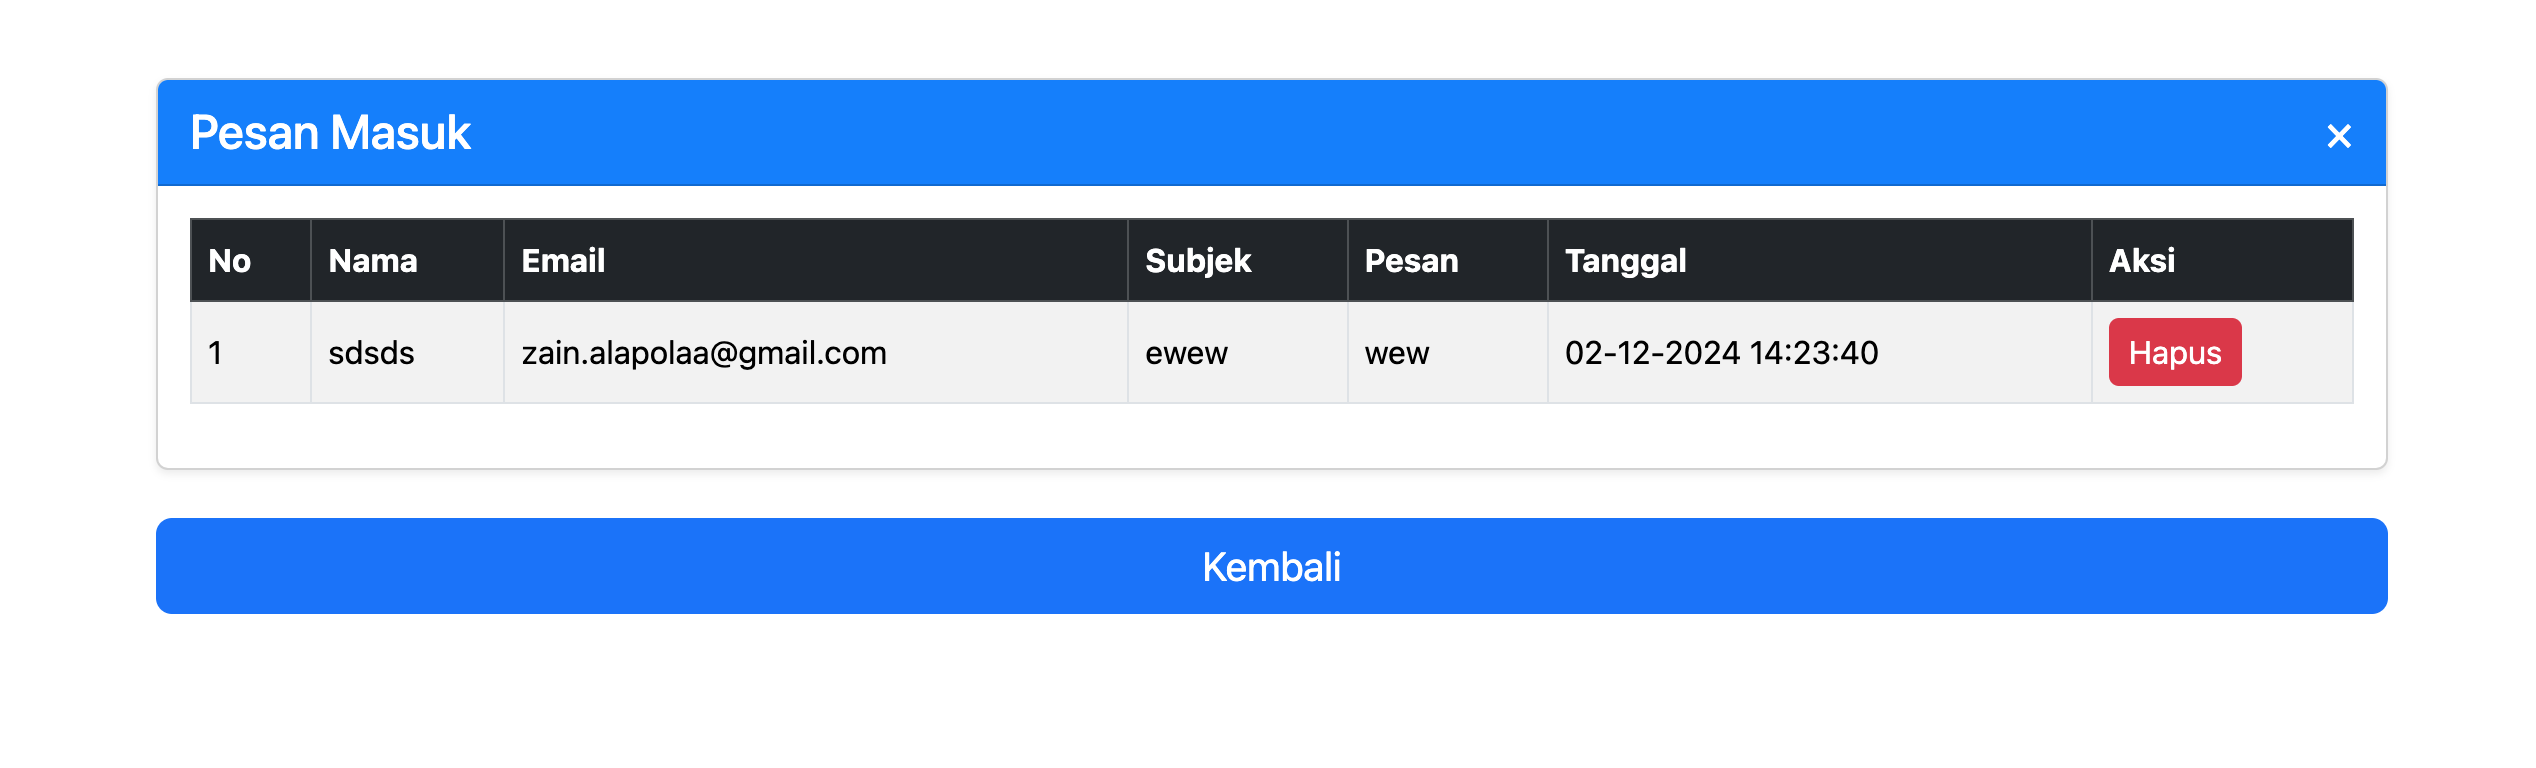 Pesan Masuk ×
No Nama Email Subjek Pesan Tanggal Aksi
1 sdsds zain.alapolaa@gmail.com ewew wew 02-12-2024 14:23:40 Hapus
Kembali